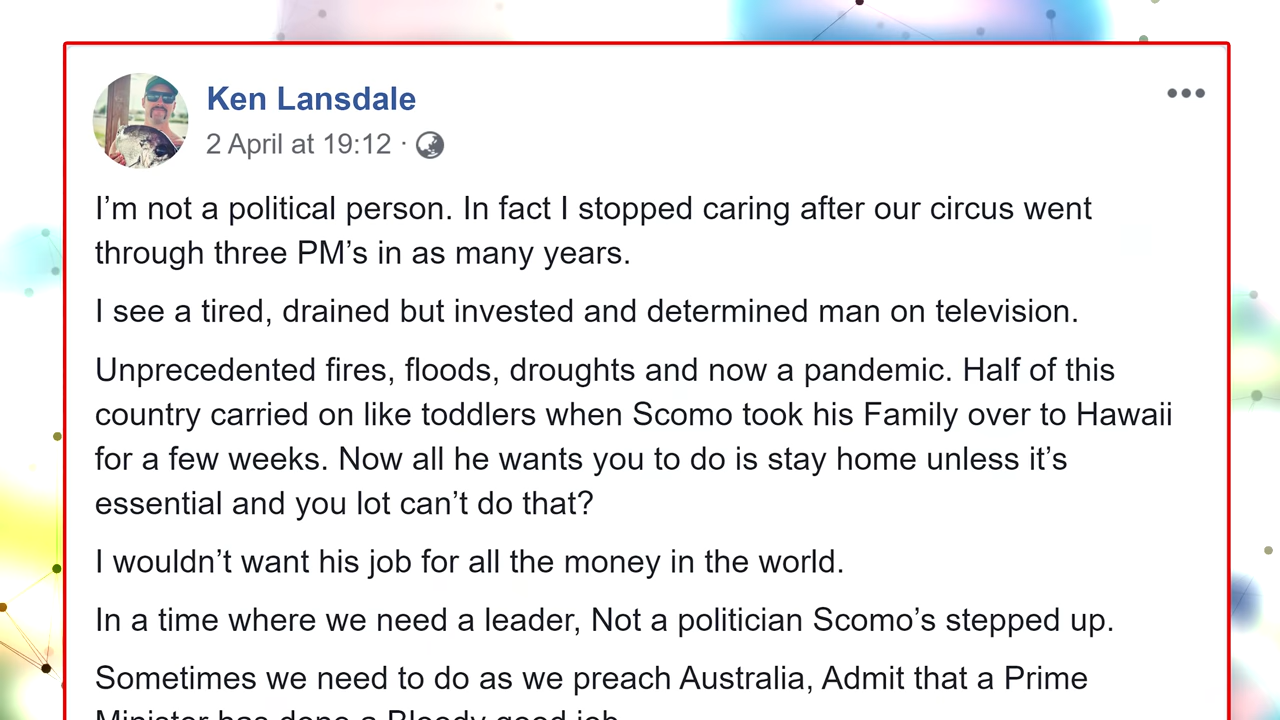 Ken Lansdale
2 April at 19:12 ·
I’m not a political person. In fact I stopped caring after our circus went
through three PM’s in as many years.
I see a tired, drained but invested and determined man on television.
Unprecedented fires, floods, droughts and now a pandemic. Half of this
country carried on like toddlers when Scomo took his Family over to Hawaii
for a few weeks. Now all he wants you to do is stay home unless it’s
essential and you lot can’t do that?
I wouldn’t want his job for all the money in the world.
In a time where we need a leader, Not a politician Scomo’s stepped up.
Sometimes we need to do as we preach Australia, Admit that a Prime
Minister has done a Bloody good job